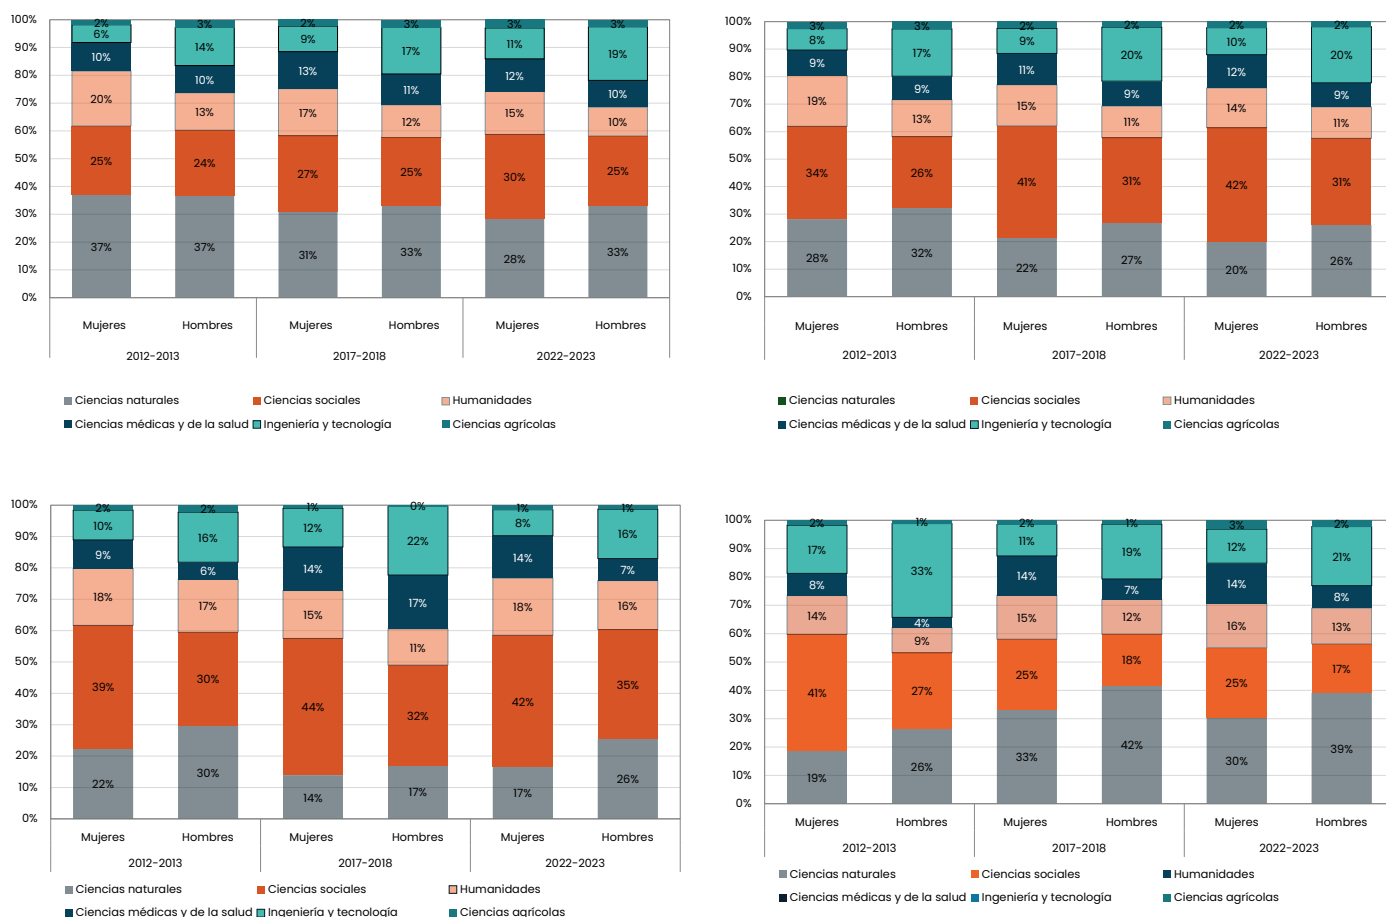 100%
90%
80%
70%
60%
50%
40%
30%
20%
10%
0%
2% 3% 2% 3% 3% 3%
6% 14% 9% 17% 11% 19%
10% 10% 13% 11% 12% 10%
20% 13% 17% 12% 15% 10%
25% 24% 27% 25% 30% 25%
37% 37% 31% 33% 28% 33%
Mujeres Hombres Mujeres Hombres Mujeres Hombres
2012-2013 2017-2018 2022-2023
Ciencias naturales Ciencias sociales Humanidades
Ciencias médicas y de la salud Ingeniería y tecnología Ciencias agrícolas
100%
90%
80%
70%
60%
50%
40%
30%
20%
10%
0%
3% 3% 2% 2% 2% 2%
8% 17% 9% 20% 10% 20%
9% 9% 11% 9% 12% 9%
19% 13% 15% 11% 14% 11%
34% 26% 41% 31% 42% 31%
28% 32% 22% 27% 20% 26%
Mujeres Hombres Mujeres Hombres Mujeres Hombres
2012-2013 2017-2018 2022-2023
Ciencias naturales Ciencias sociales Humanidades
Ciencias médicas y de la salud Ingeniería y tecnología Ciencias agrícolas
100%
90%
80%
70%
60%
50%
40%
30%
20%
10%
0%
2% 2% 1% 0% 1% 1%
10% 16% 12% 22% 8% 16%
9% 6% 14% 17% 14% 7%
18% 17% 15% 11% 18% 16%
39% 30% 44% 32% 42% 35%
22% 30% 14% 17% 17% 26%
Mujeres Hombres Mujeres Hombres Mujeres Hombres
2012-2013 2017-2018 2022-2023
Ciencias naturales Ciencias sociales Humanidades
Ciencias médicas y de la salud Ingeniería y tecnología Ciencias agrícolas
100%
90%
80%
70%
60%
50%
40%
30%
20%
10%
0%
2% 1% 2% 1% 3% 2%
17% 33% 11% 19% 12% 21%
8% 4% 14% 7% 14% 8%
14% 9% 15% 12% 16% 13%
41% 27% 25% 18% 25% 17%
19% 26% 33% 42% 30% 39%
Mujeres Hombres Mujeres Hombres Mujeres Hombres
2012-2013 2017-2018 2022-2023
Ciencias naturales Ciencias sociales Humanidades
Ciencias médicas y de la salud Ingeniería y tecnología Ciencias agrícolas